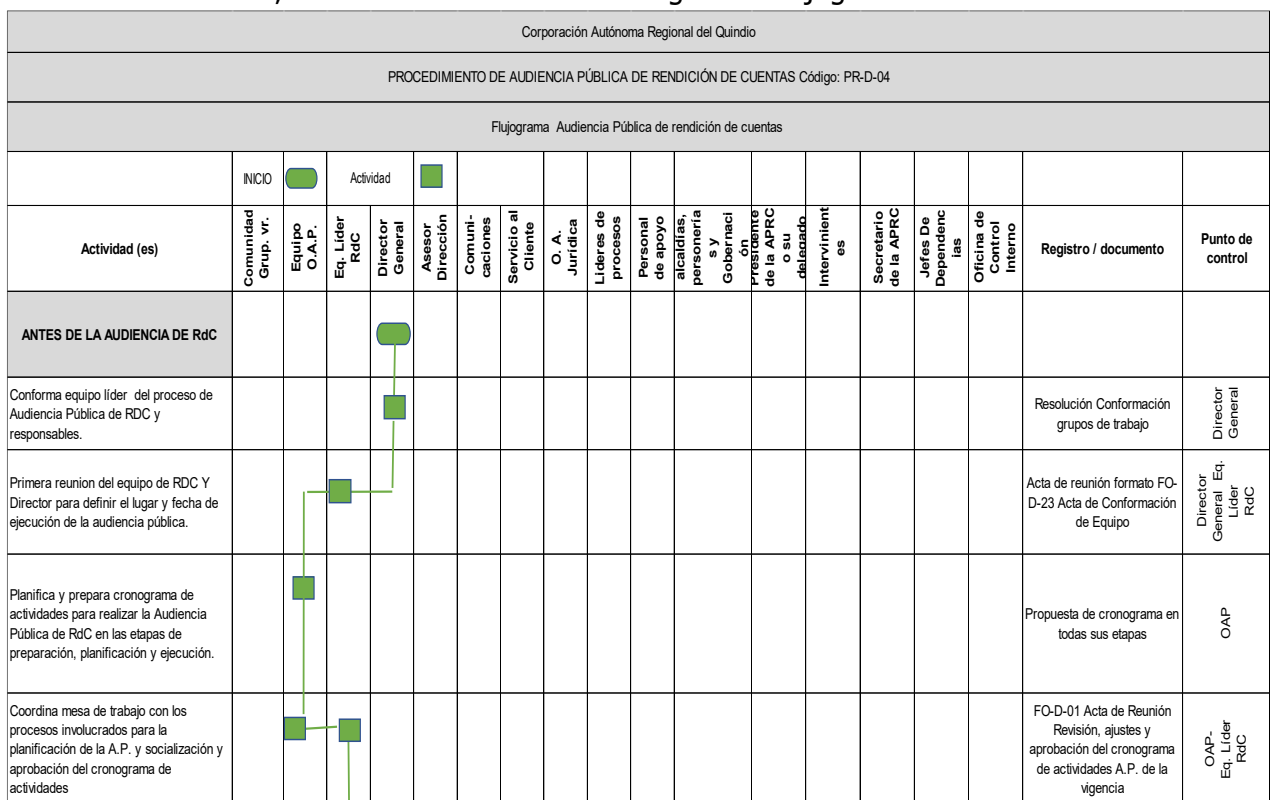 Corporación Autónoma Regional del Quindio
PROCEDIMIENTO DE AUDIENCIA PÚBLICA DE RENDICIÓN DE CUENTAS Código: PR-D-04
Flujograma Audiencia Pública de rendición de cuentas
INICIO
Actividad
Actividad (es)
Comunidad
Grup. vr.
Equipo
O.A.P.
Eq. Líder
RdC
Director
General
Asesor
Dirección
Comuni-
caciones
Servicio al
Cliente
O. A.
Jurídica
Lideres de
procesos
Personal
de apoyo
alcaldías,
personería
s y
Gobernaci
ón
Presidente
de la APRC
o su
delegado
Intervinient
es
Secretario
de la APRC
Jefes De
Dependenc
ias
Oficina de
Control
Interno
Registro / documento
Punto de
control
ANTES DE LA AUDIENCIA DE RdC
Conforma equipo líder del proceso de
Audiencia Pública de RDC y
responsables.
Resolución Conformación
grupos de trabajo
Director
General
Primera reunion del equipo de RDC Y
Director para definir el lugar y fecha de
ejecución de la audiencia pública.
Acta de reunión formato FO-
D-23 Acta de Conformación
de Equipo
Director
General Eq.
Líder
RdC
Planifica y prepara cronograma de
actividades para realizar la Audiencia
Pública de RdC en las etapas de
preparación, planificación y ejecución.
Propuesta de cronograma en
todas sus etapas
OAP
Coordina mesa de trabajo con los
procesos involucrados para la
planificación de la A.P. y socialización y
aprobación del cronograma de
actividades
FO-D-01 Acta de Reunión
Revisión, ajustes y
aprobación del cronograma
de actividades A.P. de la
vigencia
OAP-
Eq. Líder
RdC